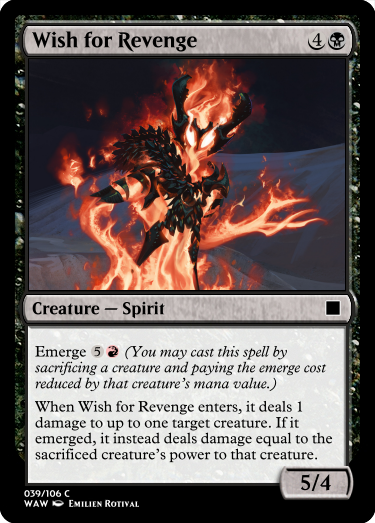 Wish for Revenge 4
Creature — Spirit
Emerge 5 (You may cast this spell by
sacrificing a creature and paying the emerge cost
reduced by that creature's mana value.)
When Wish for Revenge enters, it deals 1
damage to up to one target creature. If it
emerged, it instead deals damage equal to the
sacrificed creature's power to that creature.
5/4
039/106 C
WAW Emilien Rotival